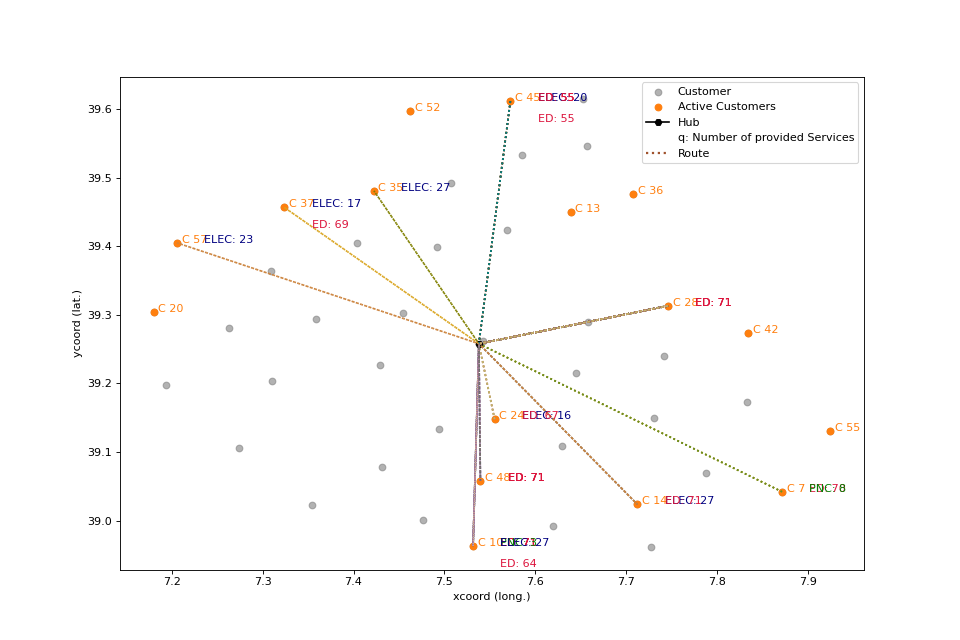 Customer
Active Customers
Hub
q: Number of provided Services
Route
39.6
39.5
39.4
39.3
39.2
39.1
39.0
ycoord (lat.)
C 52
C 45
ELEC: 20
ED: 55
C 37
ELEC: 17
ED: 69
C 35
ELEC: 27
C 36
C 13
C 57
ELEC: 23
C 20
C 28
ED: 71
C 42
C 24
ELEC: 16
C 55
C 48
ED: 71
C 14
ELEC: 27
C 7
C 10
ELEC: 27
ED: 64
7.2
7.3
7.4
7.5
7.6
7.7
7.8
7.9
xcoord (long.)